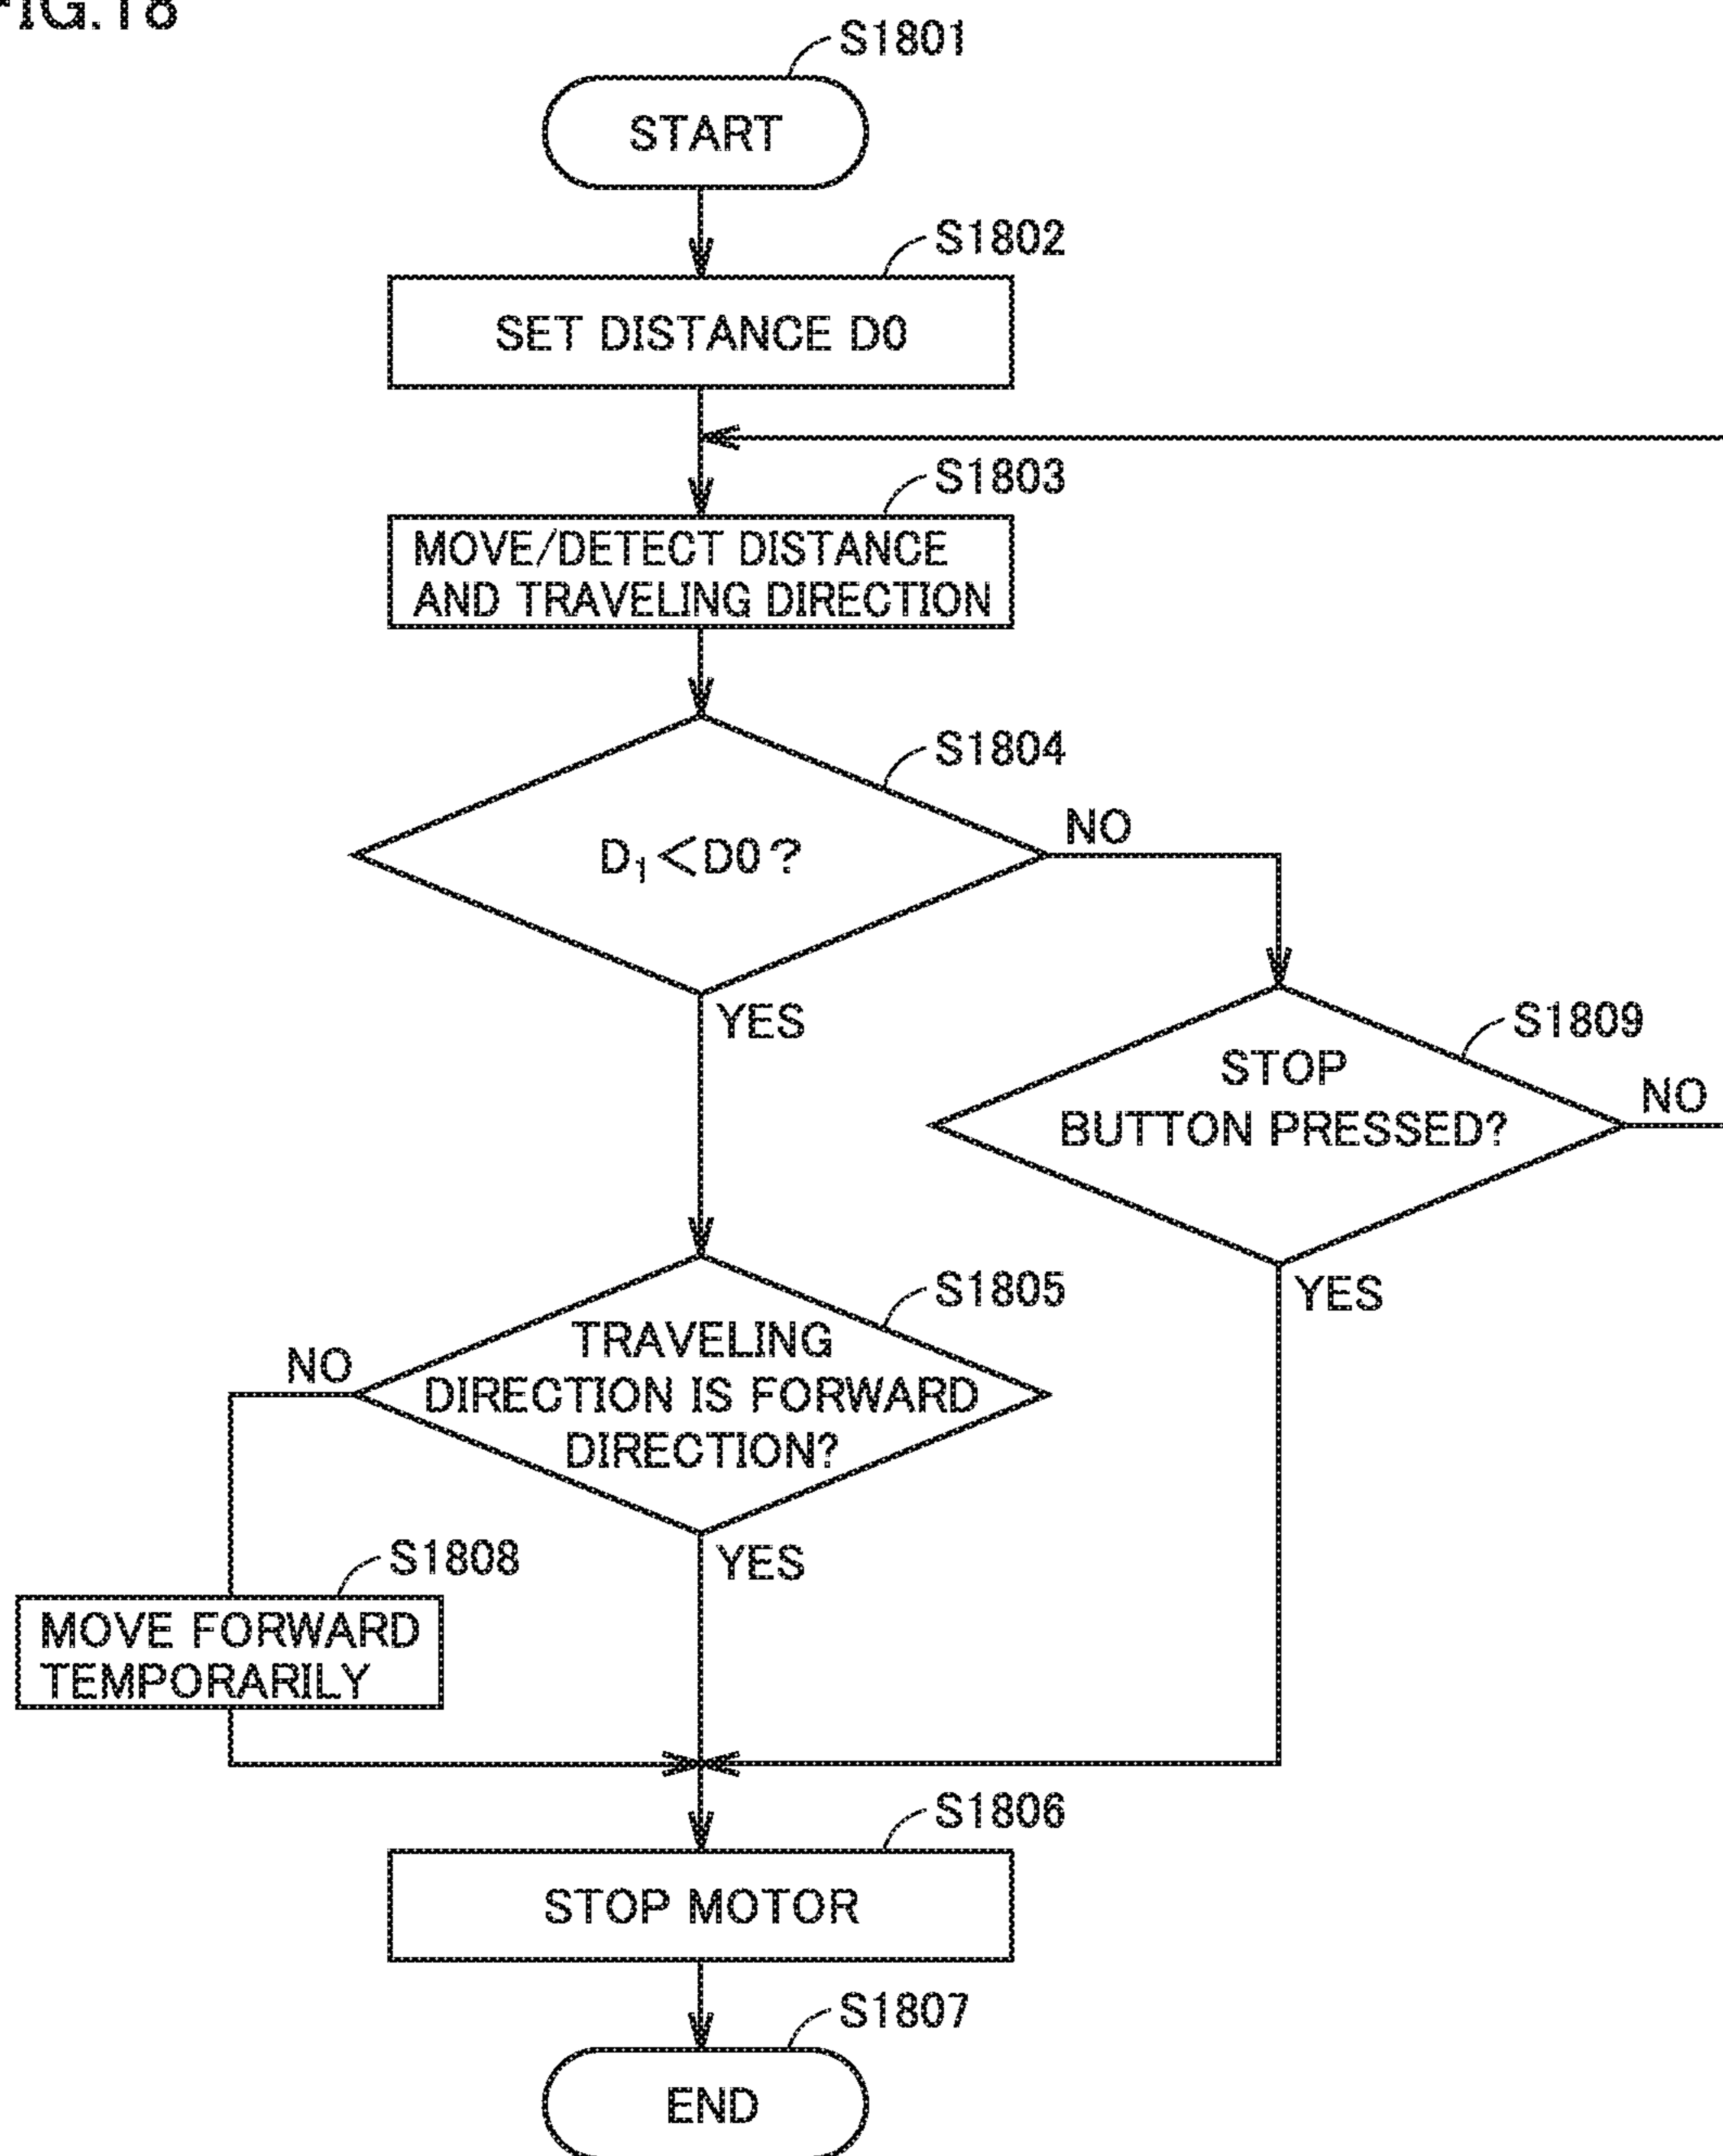 FIG.18
S1801
START
S1802
SET DISTANCE D0
S1803
MOVE/DETECT DISTANCE
AND TRAVELING DIRECTION
S1804
D₁<D0?
NO
YES
S1809
STOP
BUTTON PRESSED?
NO
YES
S1805
TRAVELING
DIRECTION IS FORWARD
DIRECTION?
NO
YES
S1808
MOVE FORWARD
TEMPORARILY
S1806
STOP MOTOR
S1807
END